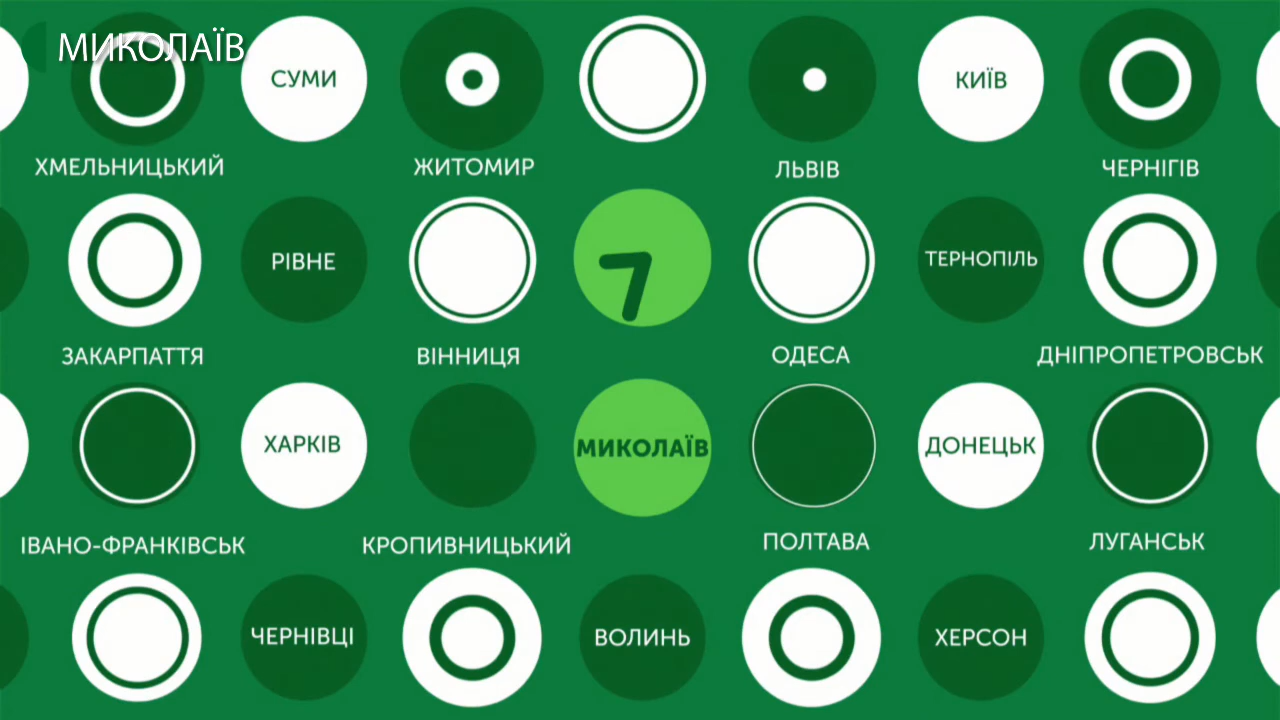 МИКОЛАЇВ
СУМИ
КИЇВ
ХМЕЛЬНИЦЬКИЙ
ЖИТОМИР
ЛЬВІВ
ЧЕРНІГІВ
РІВНЕ
ТЕРНОПІЛЬ
ЗАКАРПАТТЯ
ВІННИЦЯ
ОДЕСА
ДНІПРОПЕТРОВСЬК
ХАРКІВ
МИКОЛАЇВ
ДОНЕЦЬК
ІВАНО-ФРАНКІВСЬК
КРОПИВНИЦЬКИЙ
ПОЛТАВА
ЛУГАНСЬК
ЧЕРНІВЦІ
ВОЛИНЬ
ХЕРСОН